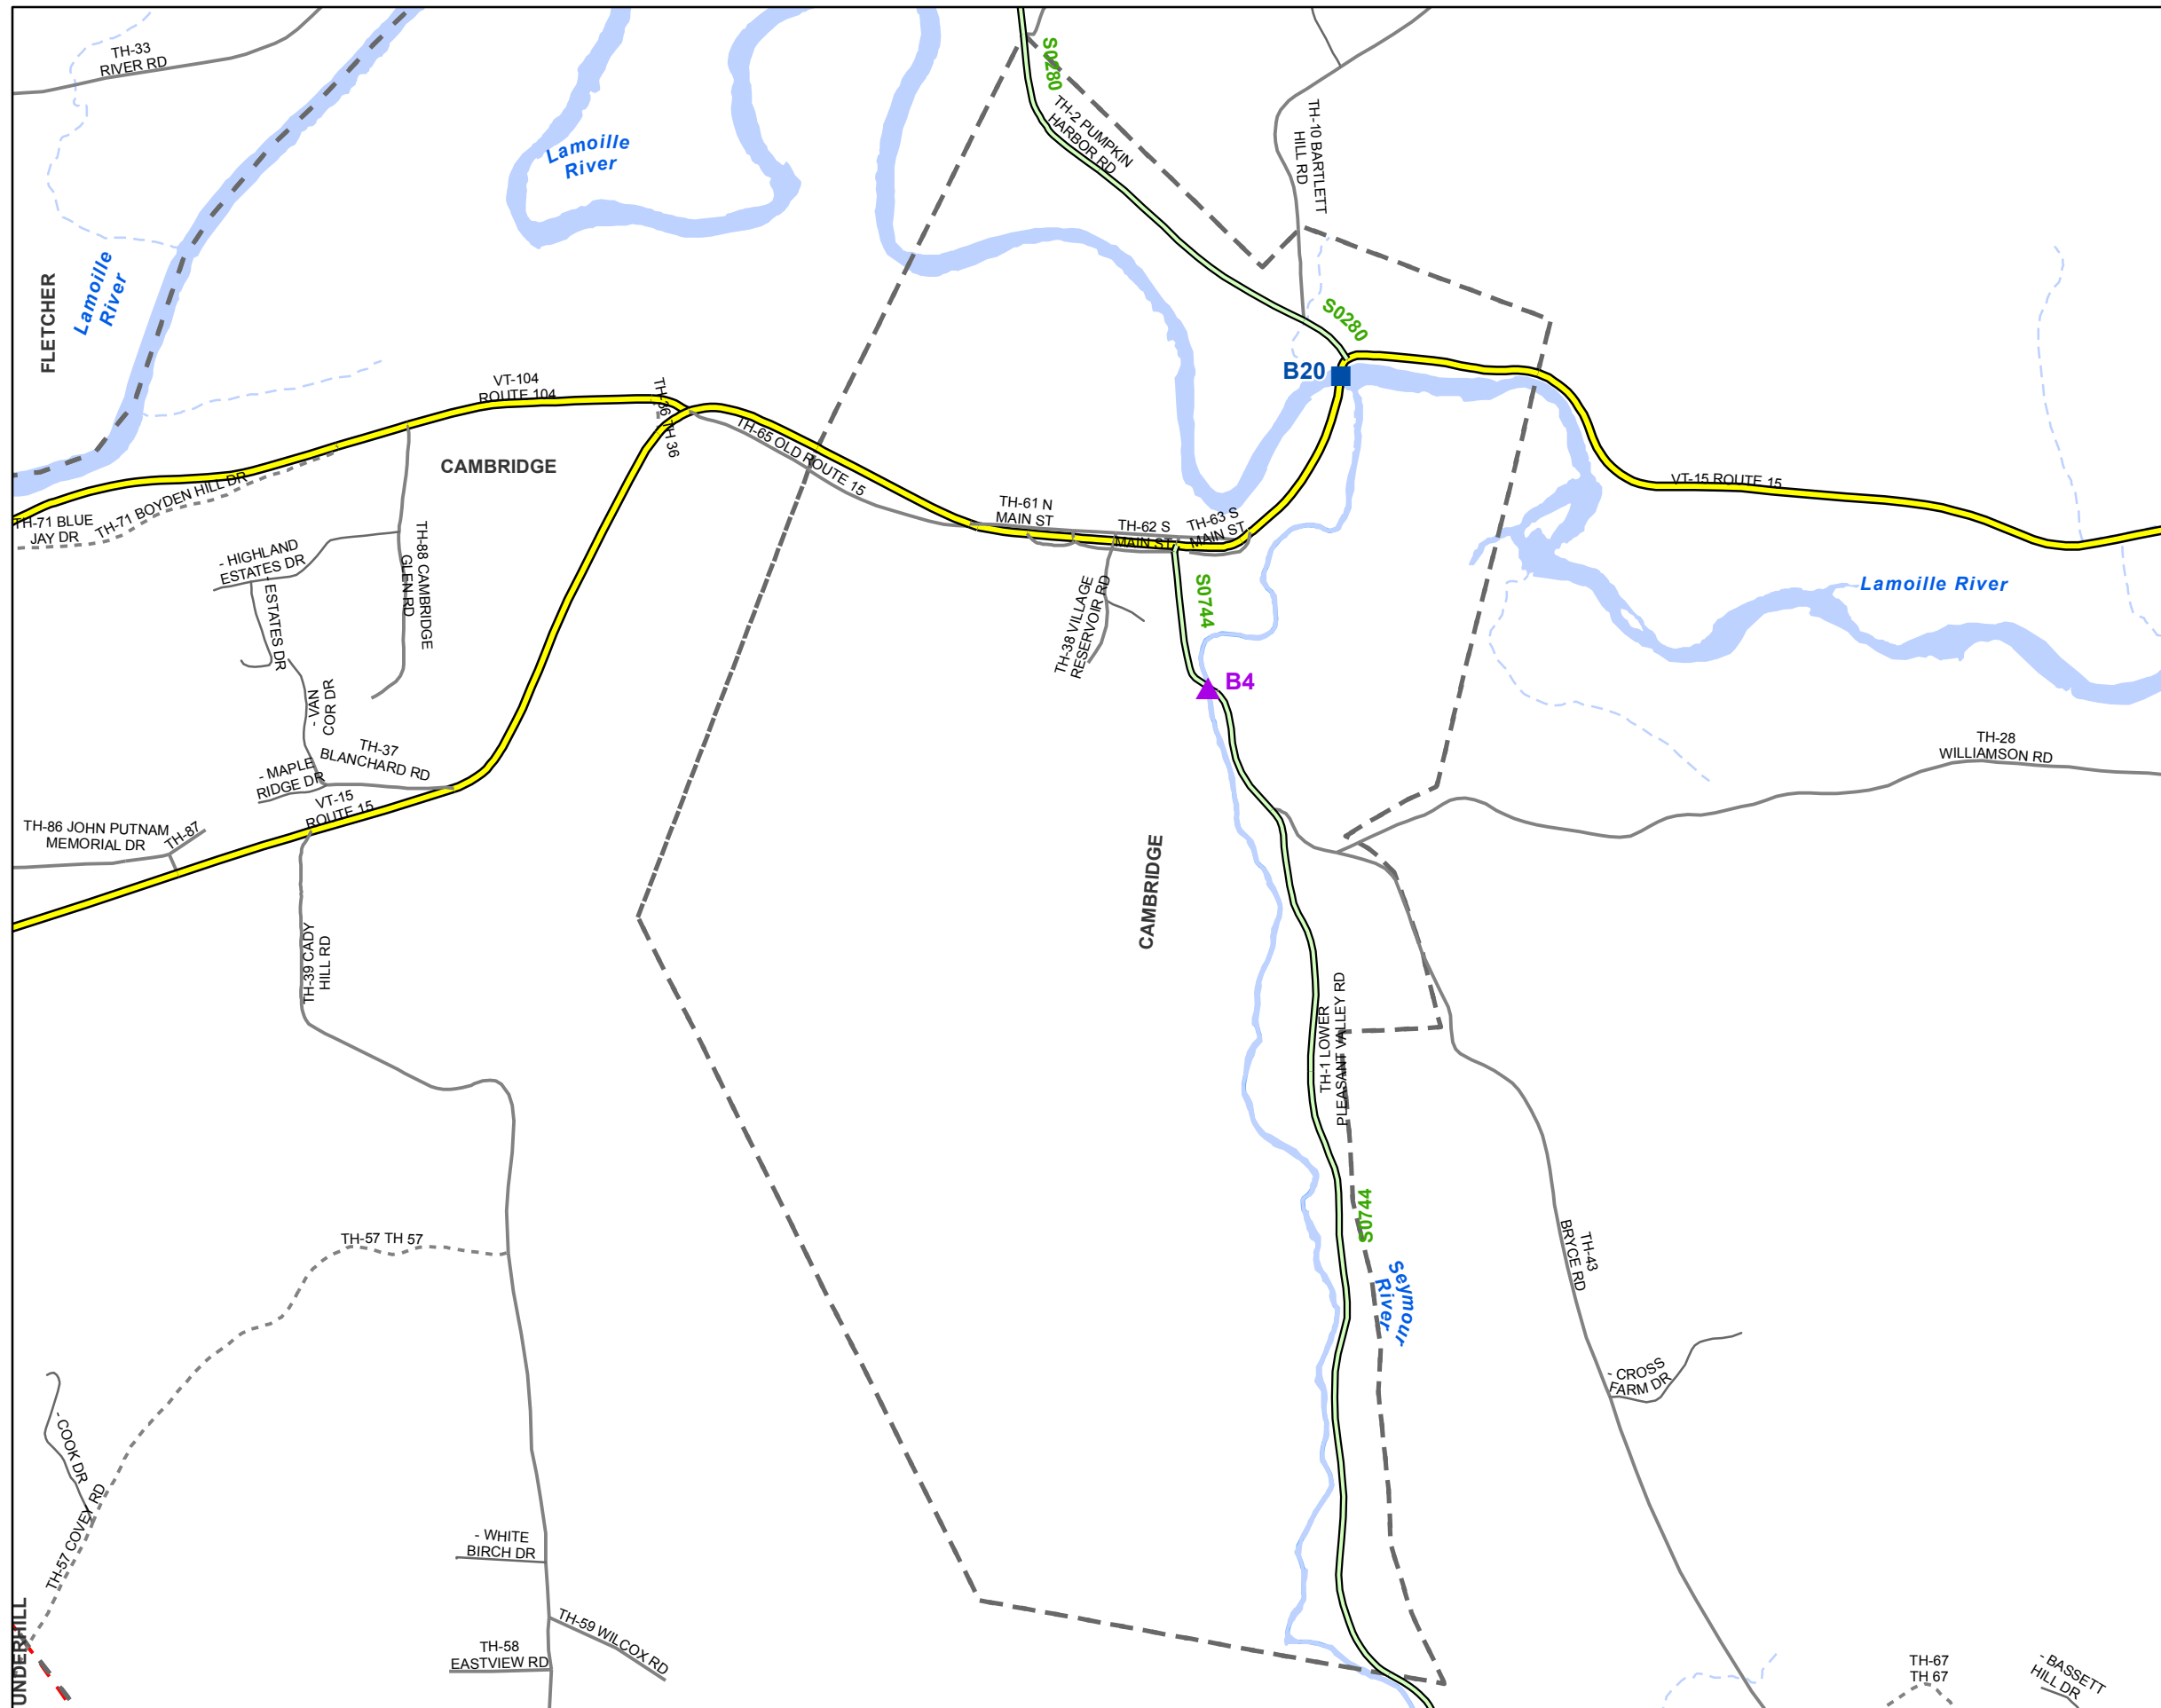 TH-33
RIVER RD
S0280
TH-2 PUMPKIN
HARBOR RD
TH-10 BARTLETT
HILL RD
Lamoille
River
Lamoille
River
FLETCHER
S0280
B20
VT-104
ROUTE 104
TH-36 TH 36
TH-65 OLD ROUTE 15
CAMBRIDGE
VT-15 ROUTE 15
TH-71 BOYDEN HILL DR
TH-71 BLUE
JAY DR
TH-61 N
MAIN ST
TH-62 S
MAIN ST
TH-63 S
MAIN ST
- HIGHLAND
ESTATES DR
TH-88 CAMBRIDGE
GLEN RD
- ESTATES DR
S0744
TH-38 VILLAGE
RESERVOIR RD
Lamoille River
B4
- VAN
COR DR
TH-37
BLANCHARD RD
- MAPLE
RIDGE DR
VT-15
ROUTE 15
TH-28
WILLIAMSON RD
TH-86 JOHN PUTNAM
MEMORIAL DR
TH-87
CAMBRIDGE
TH-39 CADY
HILL RD
TH-1 LOWER
PLEASANT VALLEY RD
S0744
TH-57 TH 57
Seymour
River
TH-43
BRYCE RD
- CROSS
FARM DR
- COOK DR
TH-57 COVEY RD
- WHITE
BIRCH DR
UNDERHILL
TH-59 WILCOX RD
TH-58
EASTVIEW RD
TH-67
TH 67
- BASSETT
HILL DR